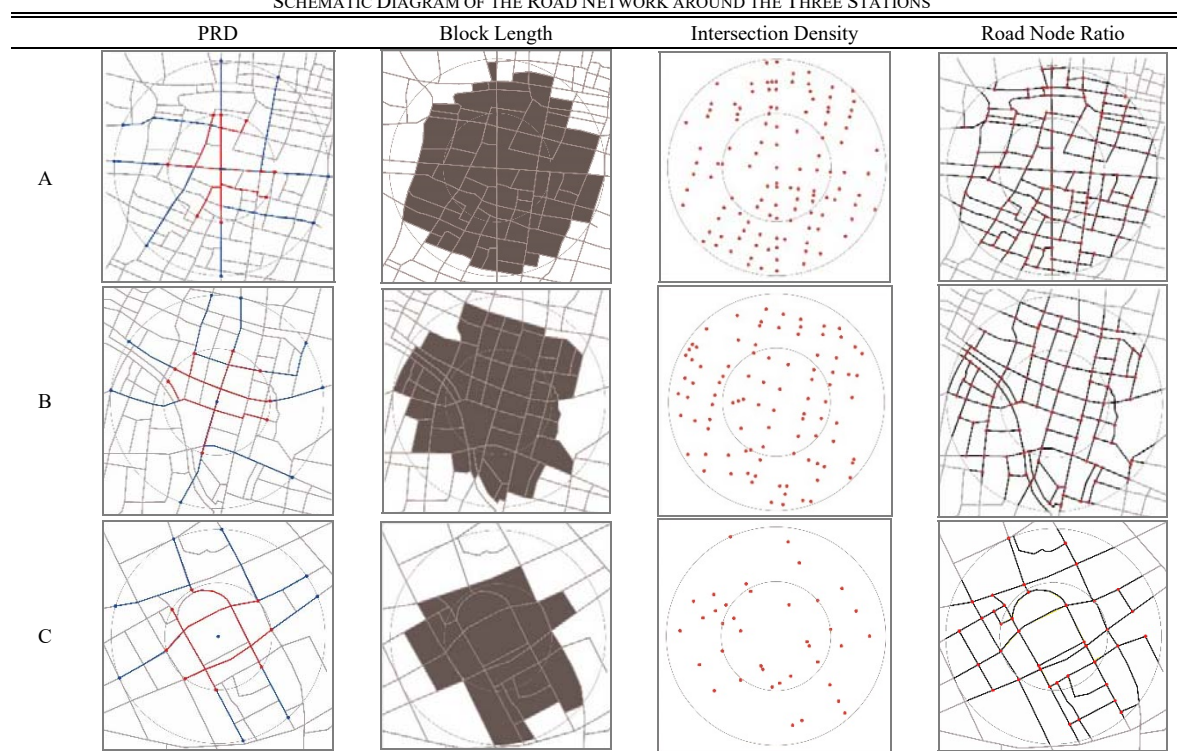 SCHEMATIC DIAGRAM OF THE ROAD NETWORK AROUND THE THREE STATIONS
PRD Block Length Intersection Density Road Node Ratio
A
B
C